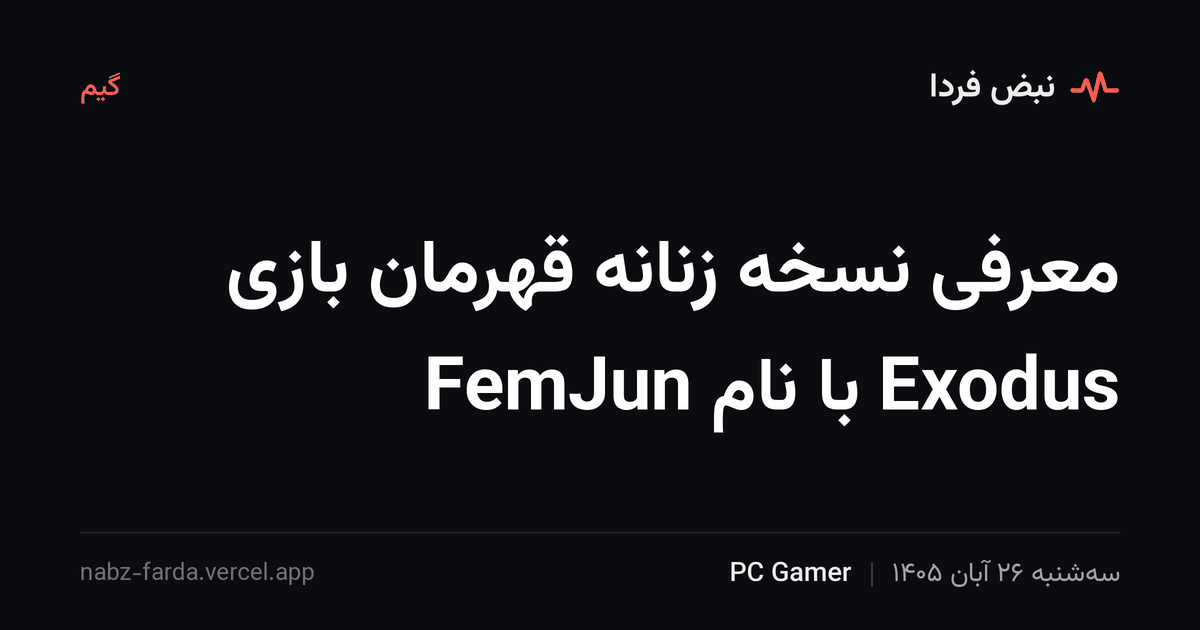 نبض فردا
گیم
معرفی نسخه زنانه قهرمان بازی
Exodus با نام FemJun
سه‌شنبه ۲۶ آبان ۱۴۰۵ | PC Gamer
nabz-farda.vercel.app